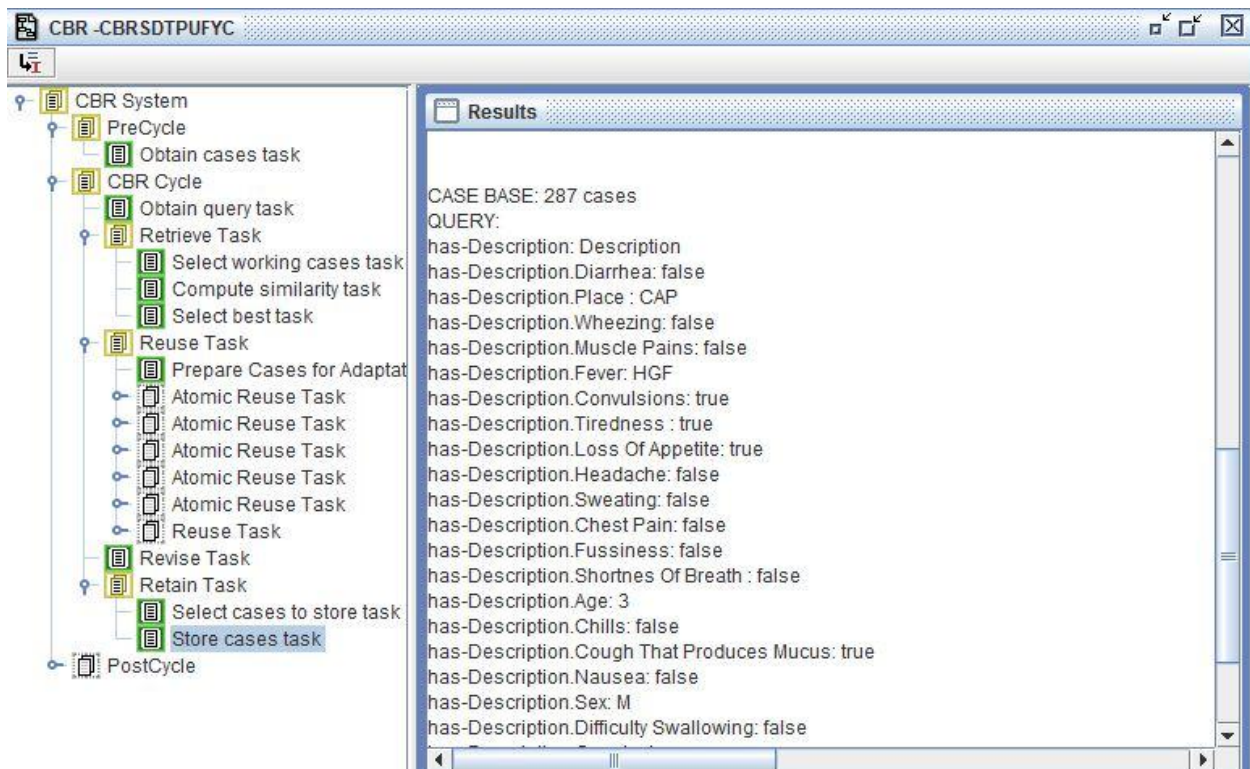 CBR -CBRSDTPUFYC
CBR System
PreCycle
Obtain cases task
CBR Cycle
Obtain query task
Retrieve Task
Select working cases task
Compute similarity task
Select best task
Reuse Task
Prepare Cases for Adaptat
Atomic Reuse Task
Atomic Reuse Task
Atomic Reuse Task
Atomic Reuse Task
Atomic Reuse Task
Reuse Task
Revise Task
Retain Task
Select cases to store task
Store cases task
PostCycle
Results
CASE BASE: 287 cases
QUERY:
has-Description: Description
has-Description.Diarrhea: false
has-Description.Place : CAP
has-Description.Wheezing: false
has-Description.Muscle Pains: false
has-Description.Fever: HGF
has-Description.Convulsions: true
has-Description.Tiredness : true
has-Description.Loss Of Appetite: true
has-Description.Headache: false
has-Description.Sweating: false
has-Description.Chest Pain: false
has-Description.Fussiness: false
has-Description.Shortnes Of Breath : false
has-Description.Age: 3
has-Description.Chills: false
has-Description.Cough That Produces Mucus: true
has-Description.Nausea: false
has-Description.Sex: M
has-Description.Difficulty Swallowing: false